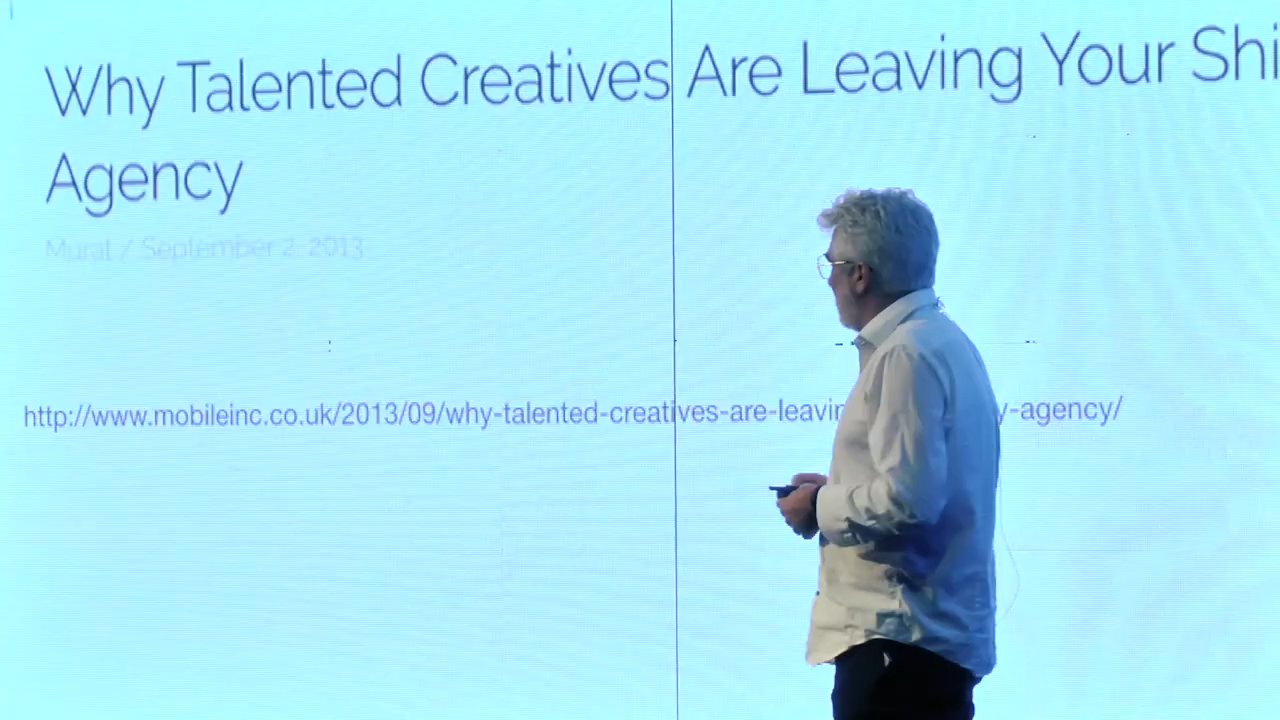 Why Talented Creatives Are Leaving Your Shi
Agency
Murat / September 2, 2013
http://www.mobileinc.co.uk/2013/09/why-talented-creatives-are-leavin y-agency/